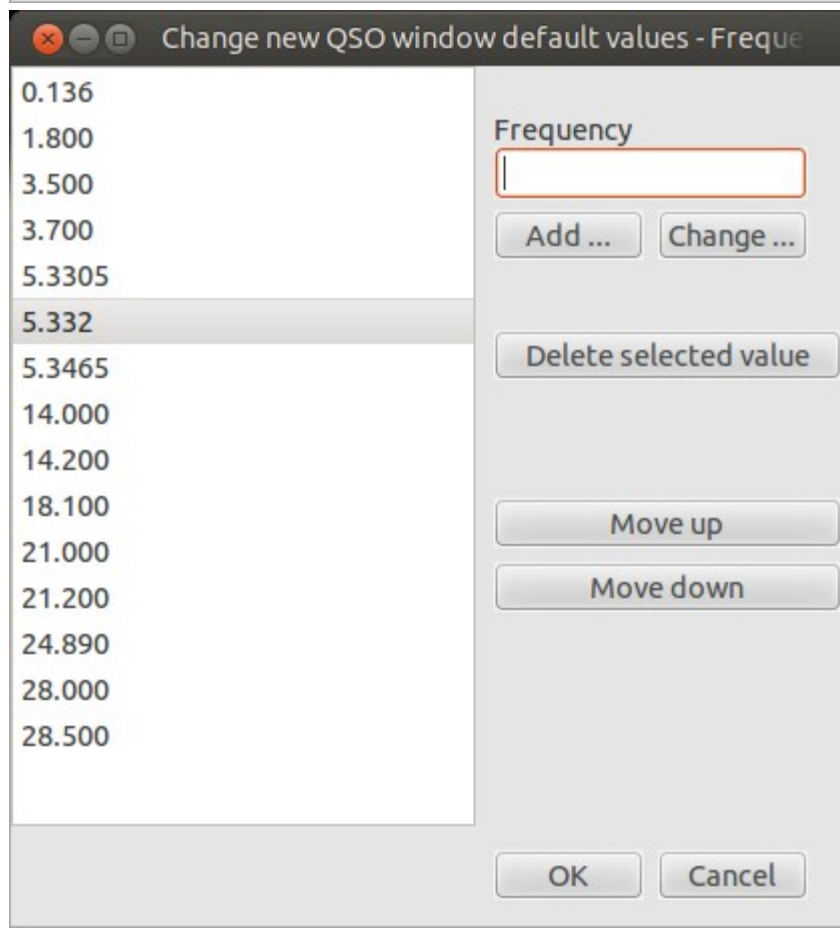 Change new QSO window default values - Freque
0.136
1.800
3.500
3.700
5.3305
5.332
5.3465
14.000
14.200
18.100
21.000
21.200
24.890
28.000
28.500
Frequency
Add ... Change ...
Delete selected value
Move up
Move down
OK Cancel